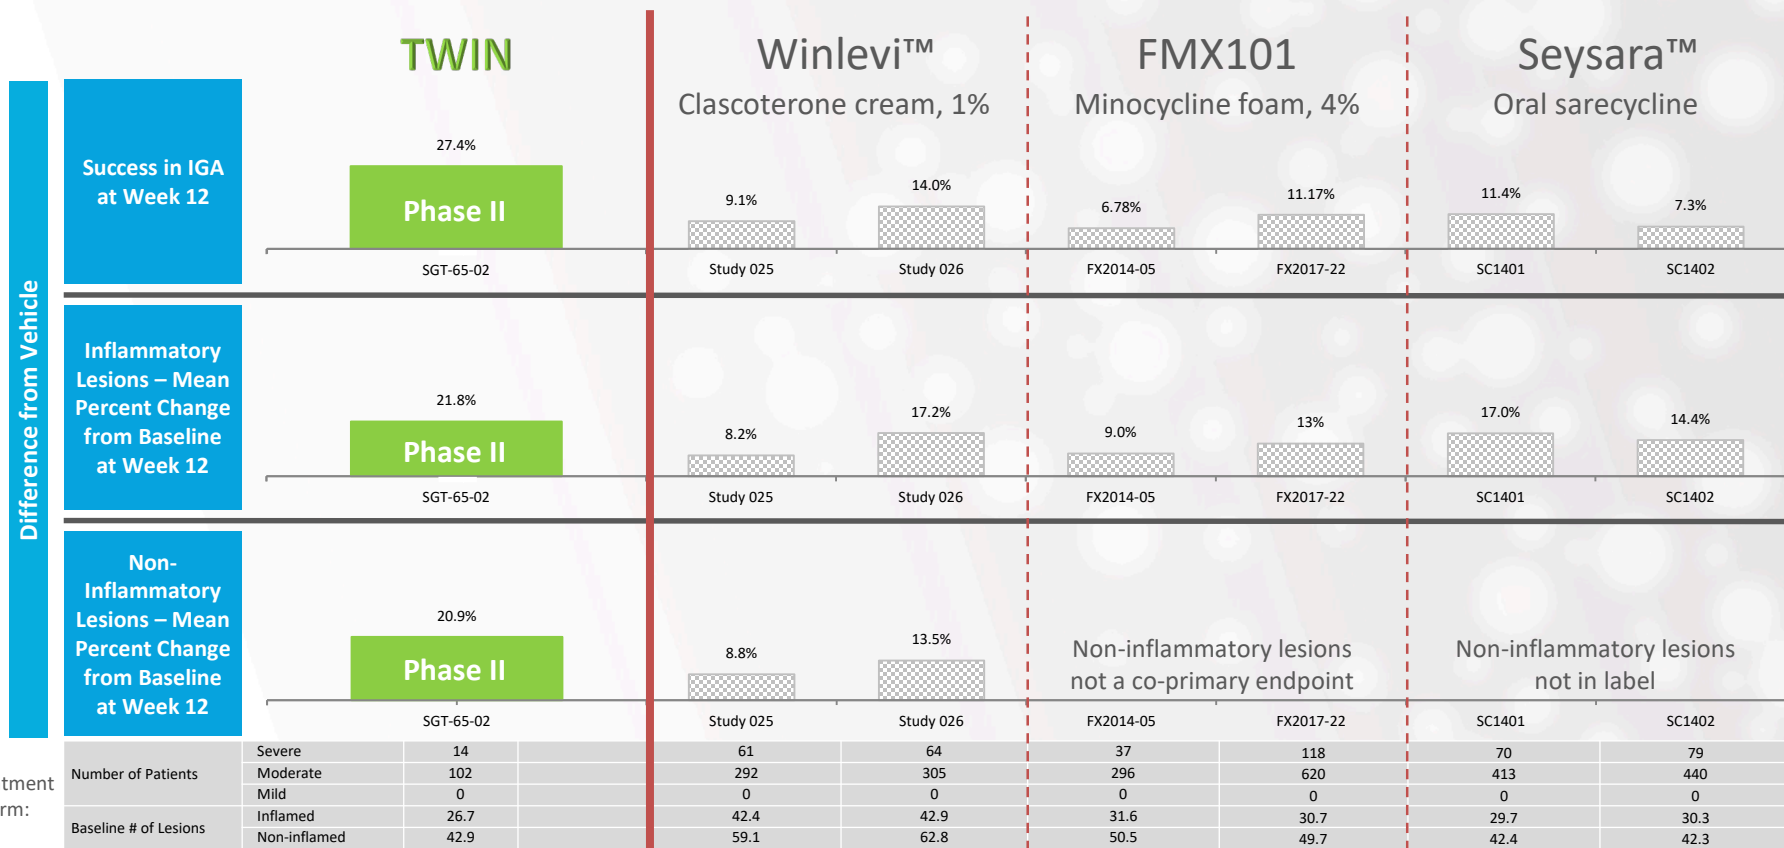 TWIN
Winlevi™
FMX101
Seysara™
Clascoterone cream, 1%
Minocycline foam, 4%
Oral sarecycline
Difference from Vehicle
Success in IGA
at Week 12
27.4%
Phase II
9.1%
14.0%
6.78%
11.17%
11.4%
7.3%
SGT-65-02
Study 025
Study 026
FX2014-05
FX2017-22
SC1401
SC1402
Inflammatory
Lesions – Mean
Percent Change
from Baseline
at Week 12
21.8%
Phase II
8.2%
17.2%
9.0%
13%
17.0%
14.4%
SGT-65-02
Study 025
Study 026
FX2014-05
FX2017-22
SC1401
SC1402
Non-
Inflammatory
Lesions – Mean
Percent Change
from Baseline
at Week 12
20.9%
Phase II
8.8%
13.5%
Non-inflammatory lesions
not a co-primary endpoint
Non-inflammatory lesions
not in label
SGT-65-02
Study 025
Study 026
FX2014-05
FX2017-22
SC1401
SC1402
tment
rm:
Number of Patients
Severe 14 61 64 37 118 70 79
Moderate 102 292 305 296 620 413 440
Mild 0 0 0 0 0 0 0
Baseline # of Lesions
Inflamed 26.7 42.4 42.9 31.6 30.7 29.7 30.3
Non-inflamed 42.9 59.1 62.8 50.5 49.7 42.4 42.3